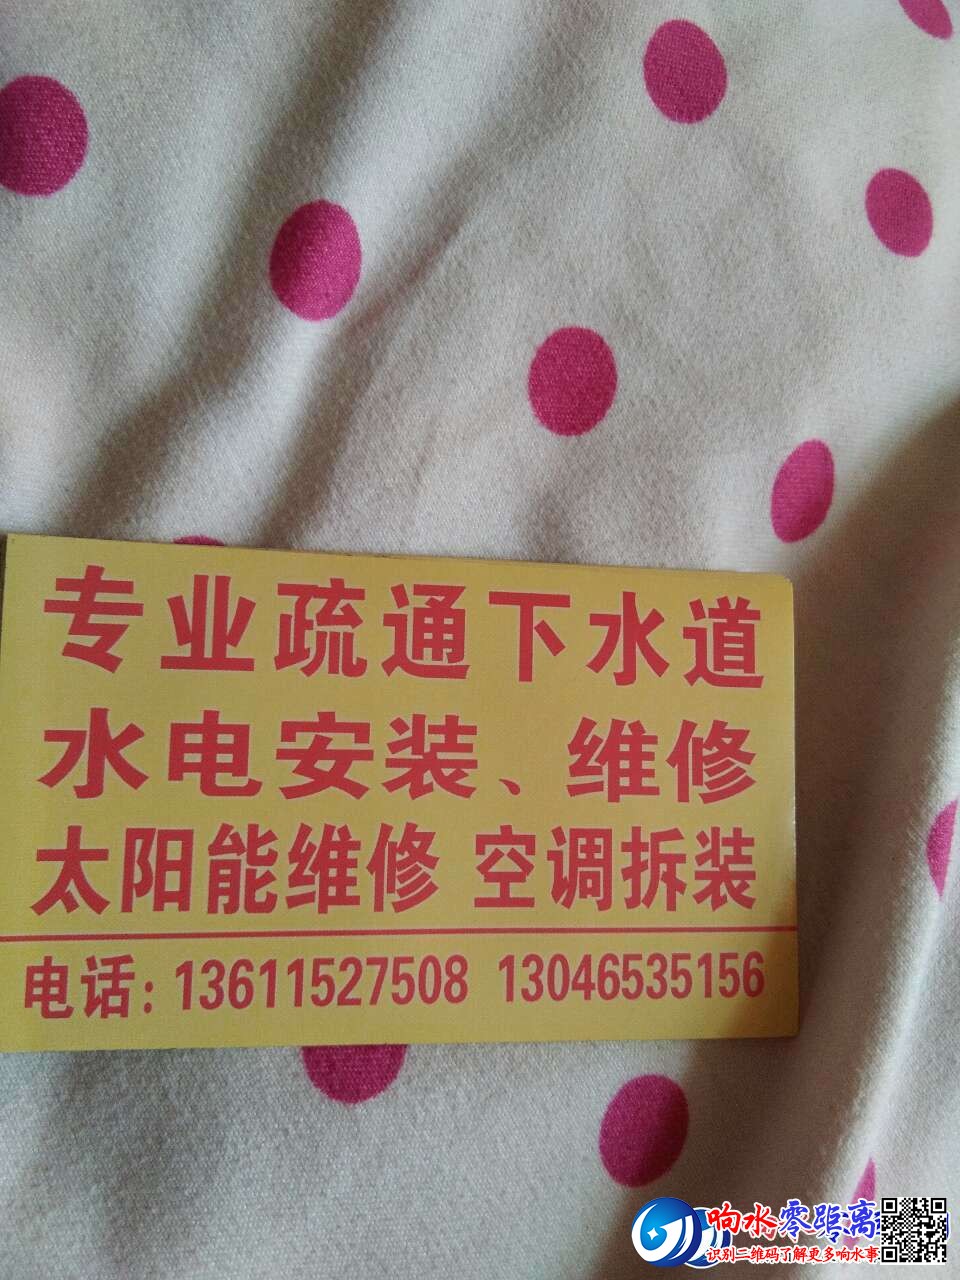 专业疏通下水道
水电安装、维修
太阳能维修 空调拆装
电话：13611527508 13046535156
响水零距离
识别二维码了解更多响水事